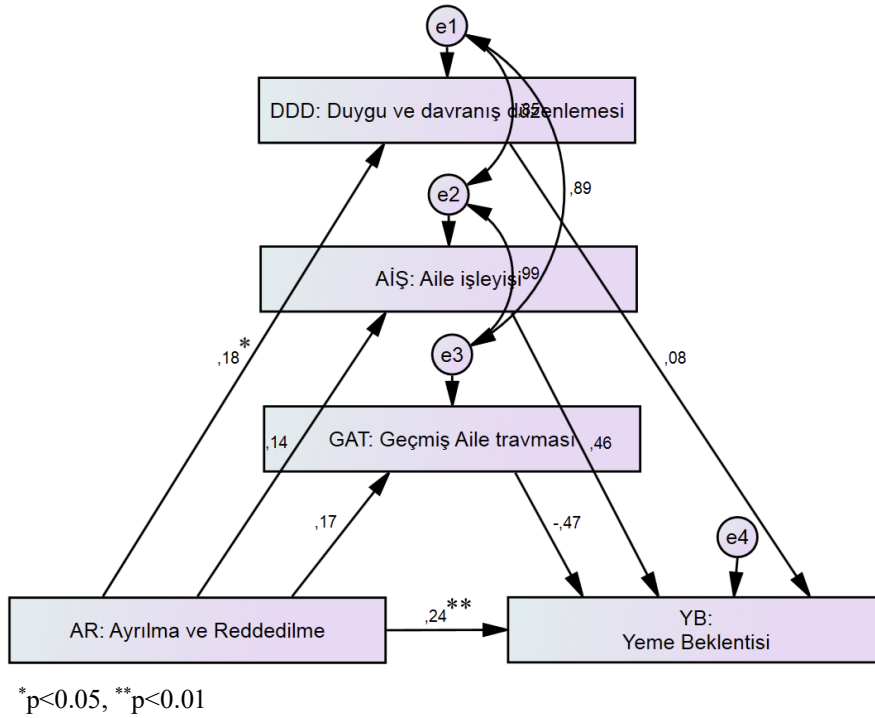 e1
DDD: Duygu ve davranış düzenlemesi
,85
,89
e2
AİŞ: Aile işleyişi
,99
e3
,18*
,08
,14
GAT: Geçmiş Aile travması
,46
,17
-,47
e4
AR: Ayrılma ve Reddedilme
,24**
YB:
Yeme Beklentisi
*p<0.05, **p<0.01